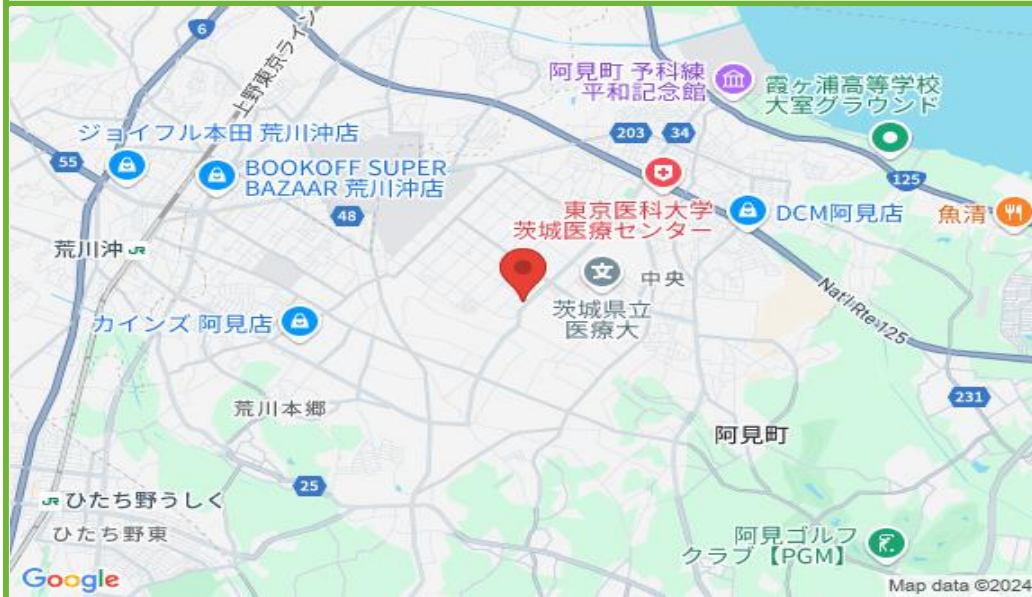 6
上野東京ライン
阿見町 予科練
平和記念館
霞ヶ浦高等学校
大室グラウンド
ジョイフル本田 荒川沖店
203
34
55
BOOKOFF SUPER
BAZAAR 荒川沖店
125
48
東京医科大学
茨城医療センター
DCM阿見店
魚清
荒川沖 JR
中央
茨城県立
医療大
Nat'l Rte 125
カインズ 阿見店
231
荒川本郷
阿見町
25
JR ひたち野うしく
ひたち野東
阿見ゴルフ
クラブ【PGM】
Google
Map data ©2024